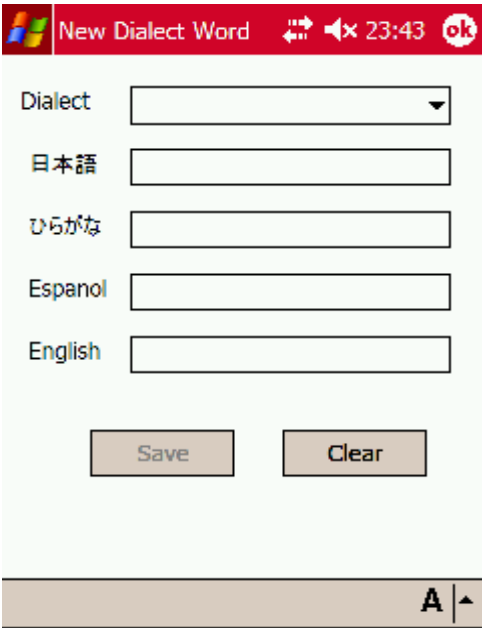 New Dialect Word 23:43 ok
Dialect
日本語
ひらがな
Espanol
English
Save Clear
A